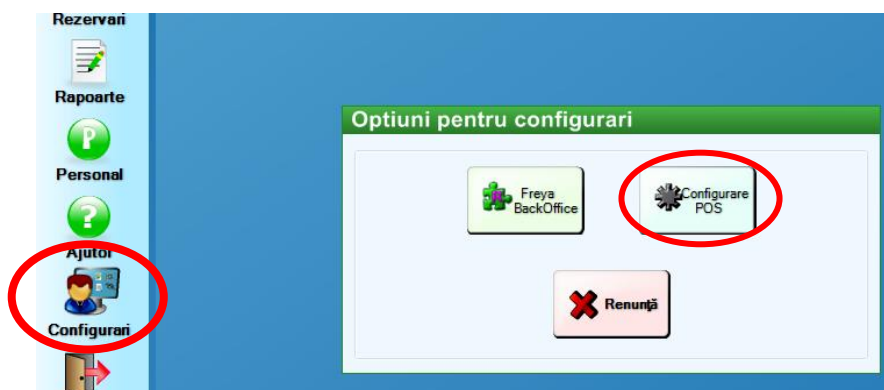 Rezervari
Rapoarte
Personal
Ajutor
Configurari
Optiuni pentru configurari
Freya
BackOffice
Configurare
POS
Renunță